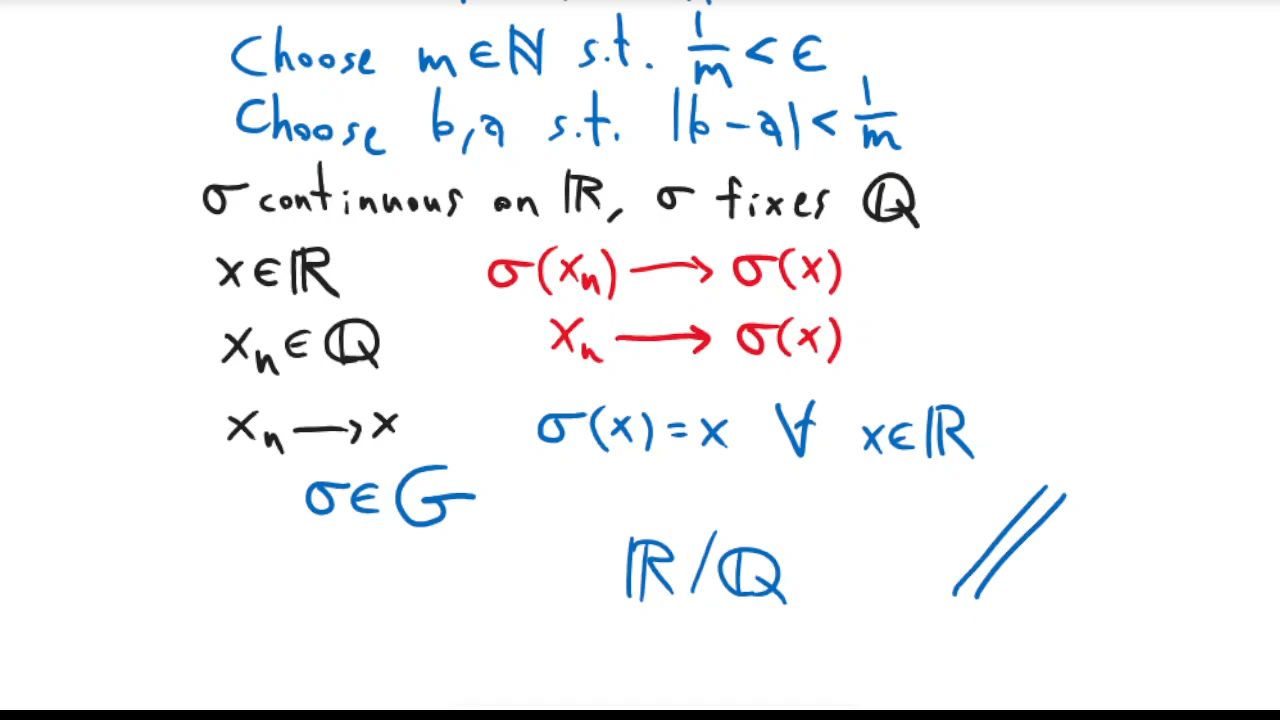 Choose m ∈ ℕ s.t. 1/m < ϵ
Choose b, a s.t. |b - a| < 1/m
σ continuous on ℝ, σ fixes ℚ
x ∈ ℝ σ(xₙ) ⟶ σ(x)
xₙ ∈ ℚ xₙ ⟶ σ(x)
xₙ ⟶ x σ(x) = x ∀ x ∈ ℝ
σ ∈ G
ℝ/ℚ //